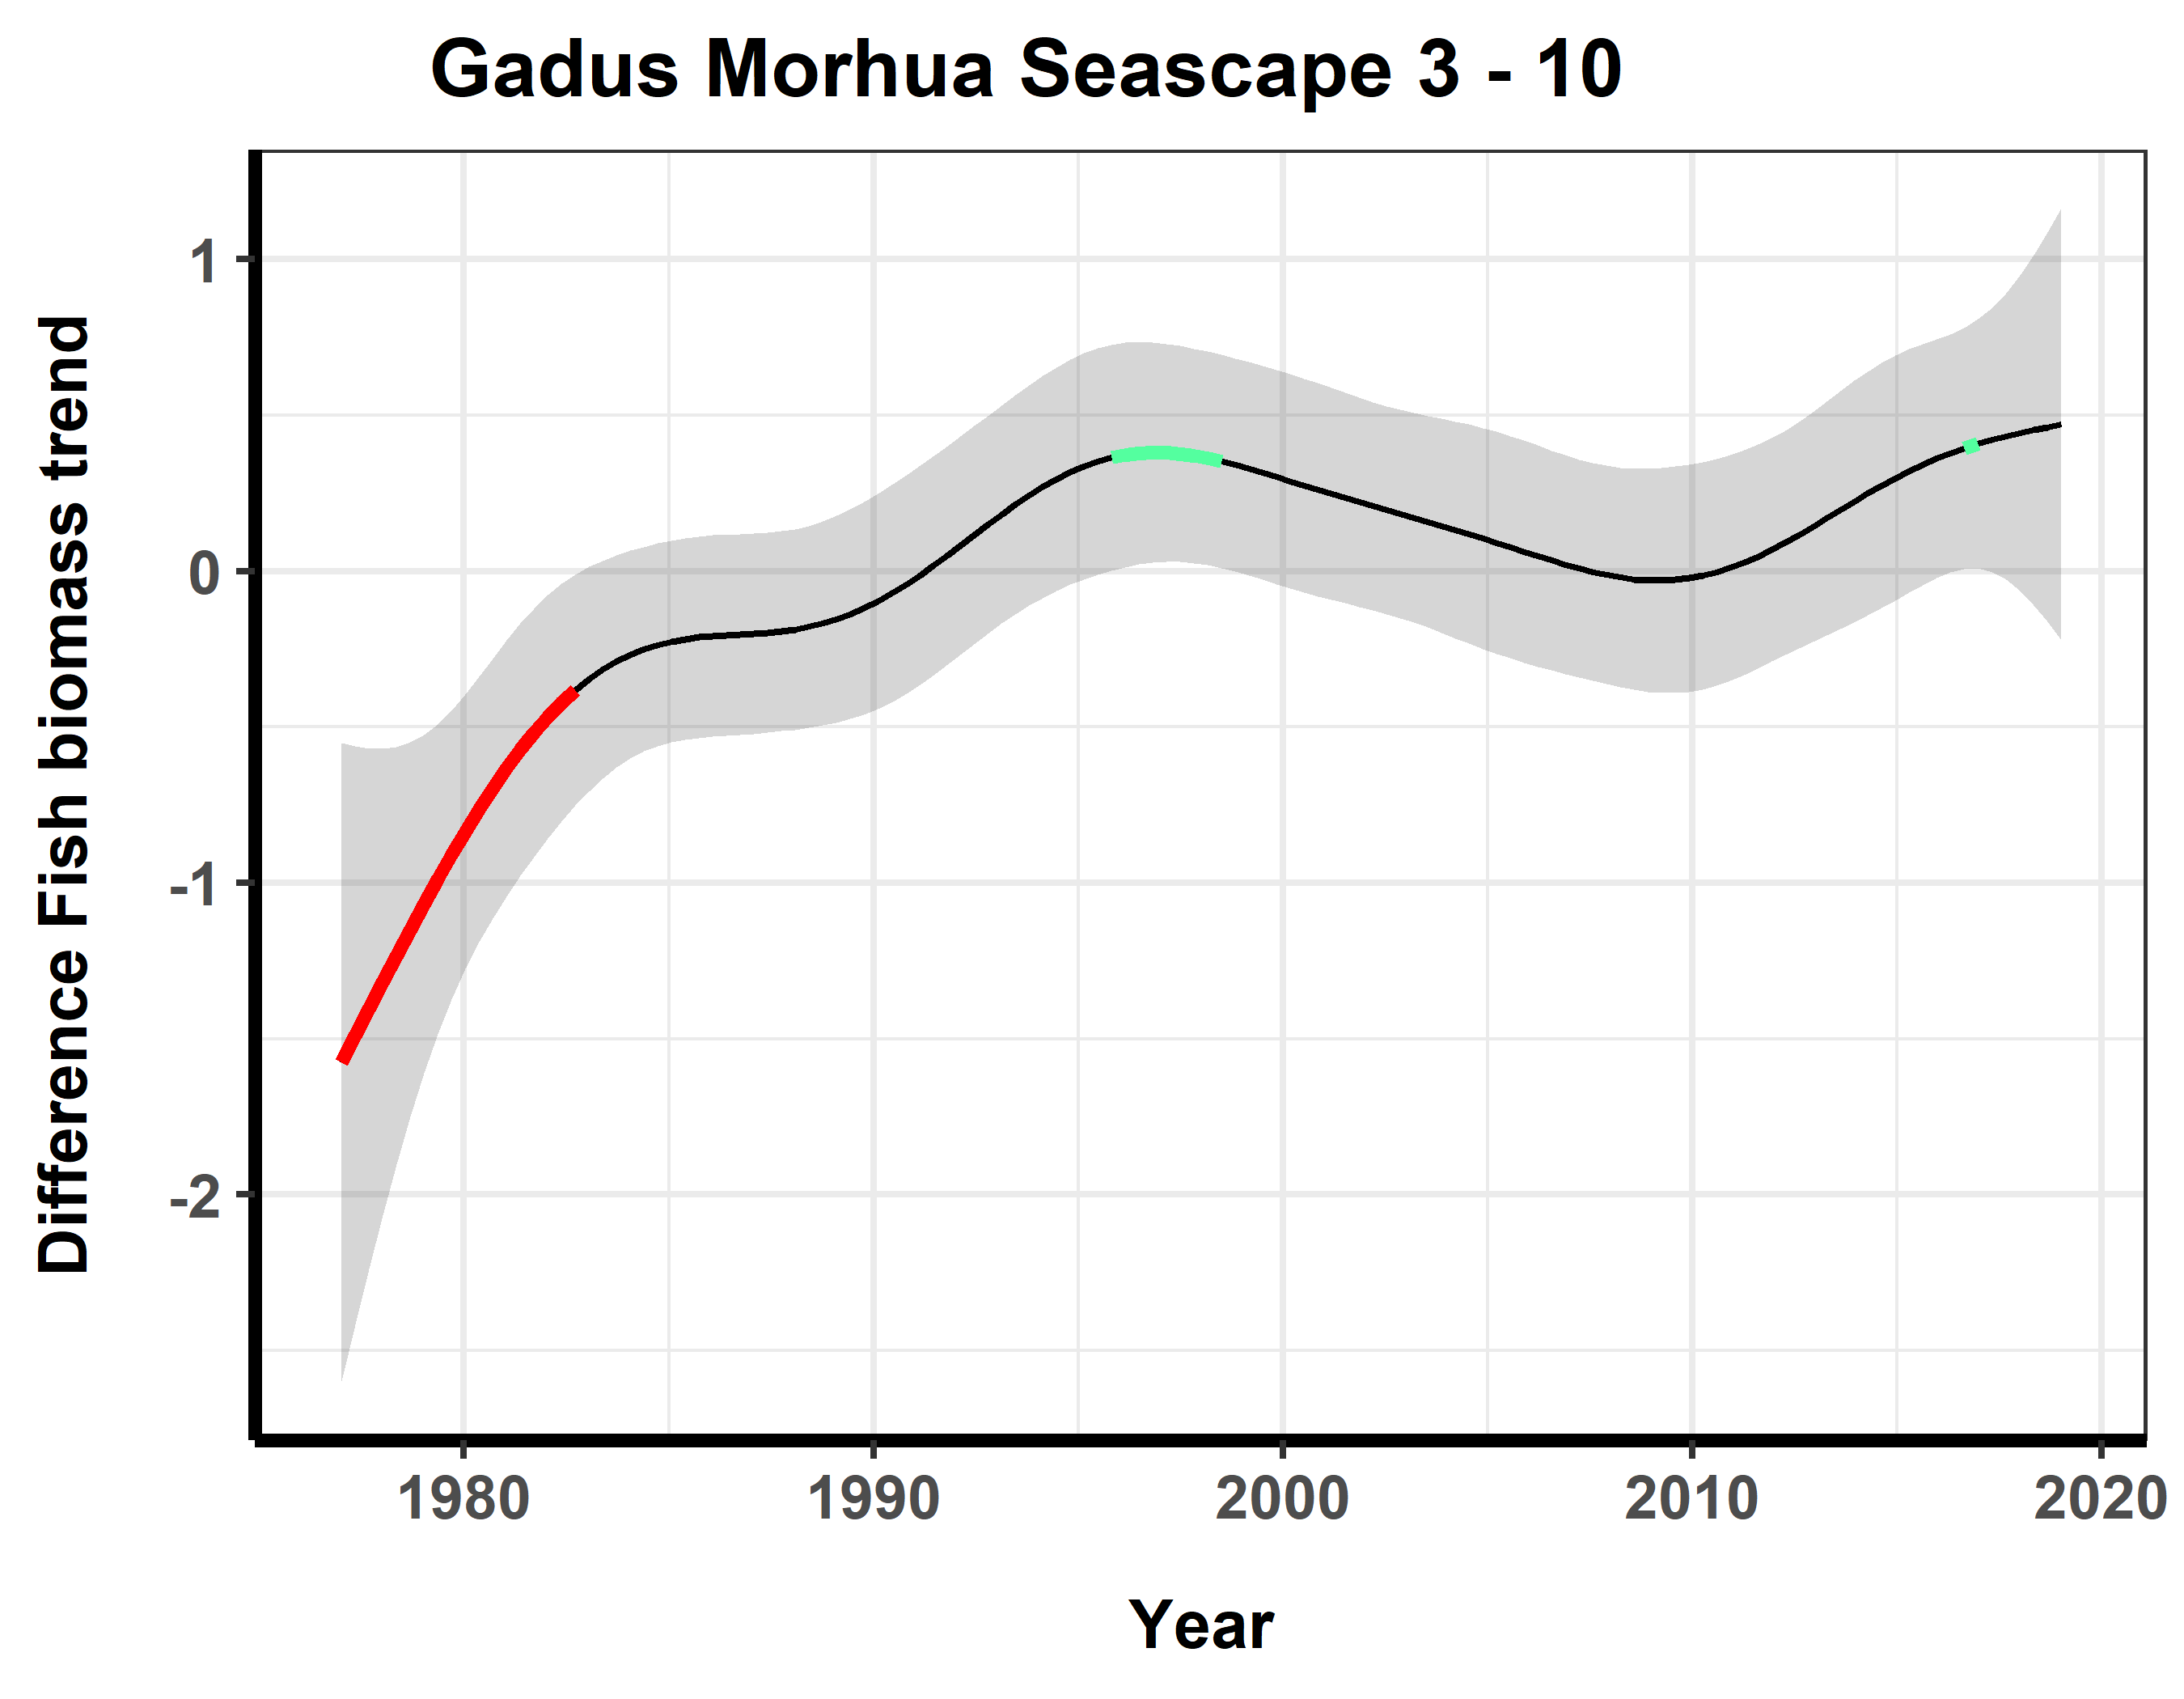 Gadus Morhua Seascape 3 - 10
Difference Fish biomass trend
1
0
-1
-2
1980 1990 2000 2010 2020
Year